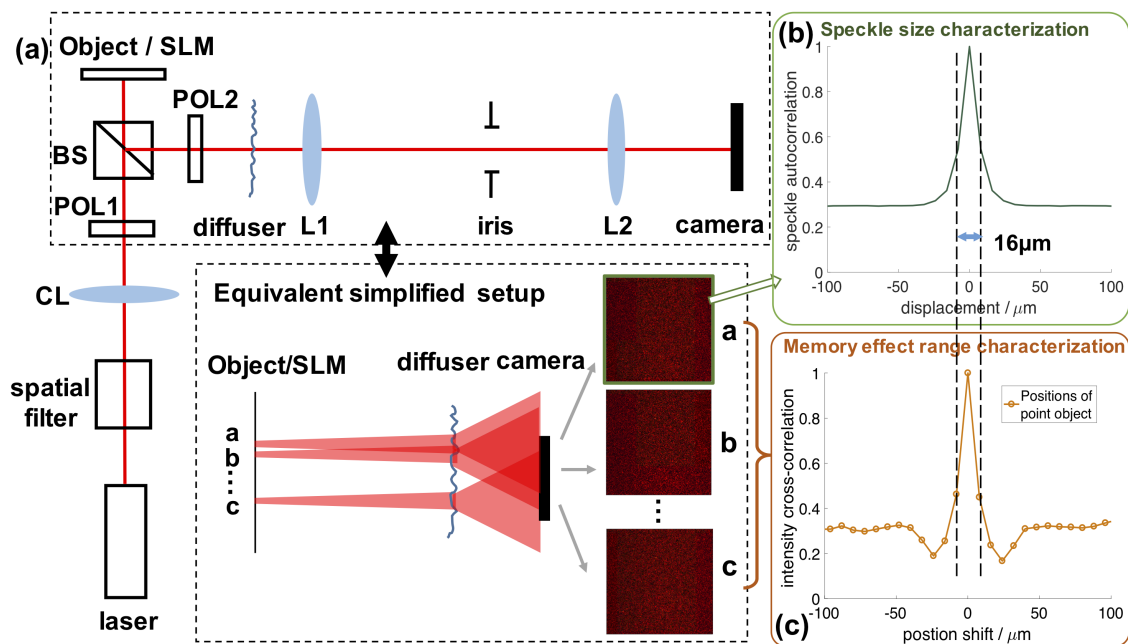 (a)
Object / SLM
POL2
BS
POL1
diffuser
L1
iris
L2
camera
CL
spatial
filter
laser
Equivalent simplified setup
Object/SLM
diffuser camera
a
b
c
a
b
c
(b)
Speckle size characterization
speckle autocorrelation
1
0.8
0.6
0.4
0.2
0
16µm
-100
-50
0
50
100
displacement / µm
Memory effect range characterization
intensity cross-correlation
1
0.8
0.6
0.4
0.2
0
Positions of
point object
-100
-50
0
50
100
postion shift / µm
(c)